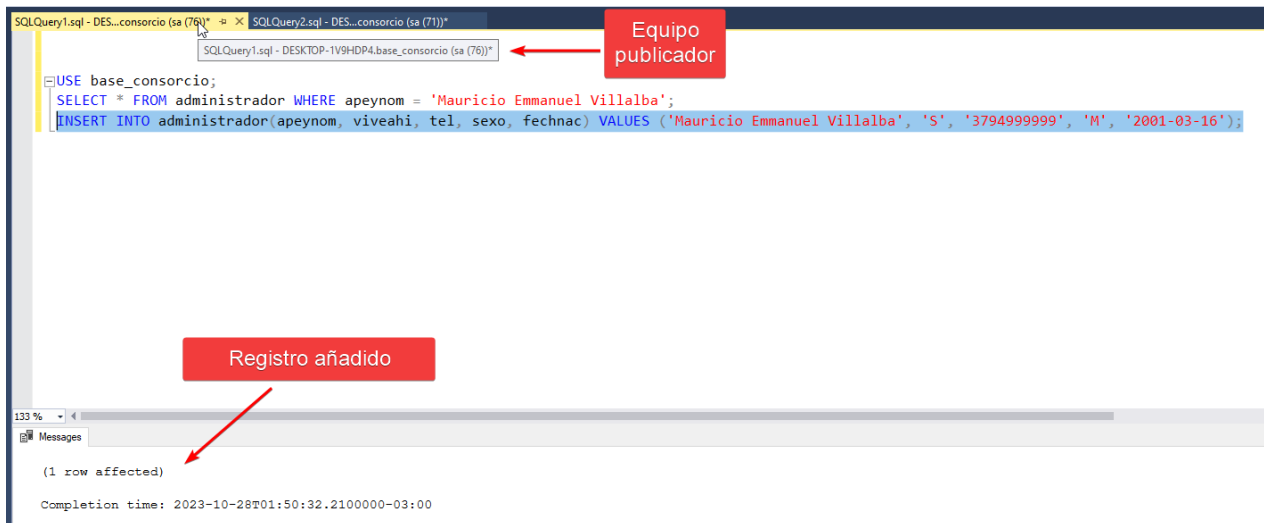 SQLQuery1.sql - DES...consorcio (sa (76))*
SQLQuery2.sql - DES...consorcio (sa (71))*
SQLQuery1.sql - DESKTOP-1V9HDP4.base_consorcio (sa (76))*
Equipo
publicador
USE base_consorcio;
SELECT * FROM administrador WHERE apeynom = 'Mauricio Emmanuel Villalba';
INSERT INTO administrador(apeynom, viveahi, tel, sexo, fechnac) VALUES ('Mauricio Emmanuel Villalba', 'S', '3794999999', 'M', '2001-03-16');
Registro añadido
133 %
Messages
(1 row affected)
Completion time: 2023-10-28T01:50:32.2100000-03:00